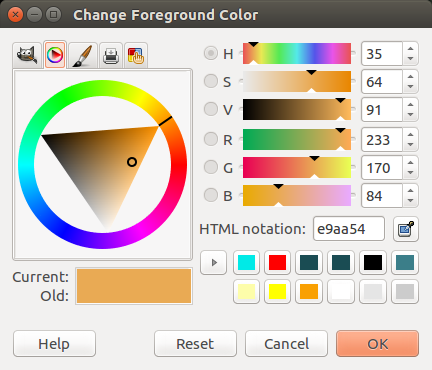 Change Foreground Color
H 35
S 64
V 91
R 233
G 170
B 84
HTML notation: e9aa54
Current:
Old:
Help Reset Cancel OK